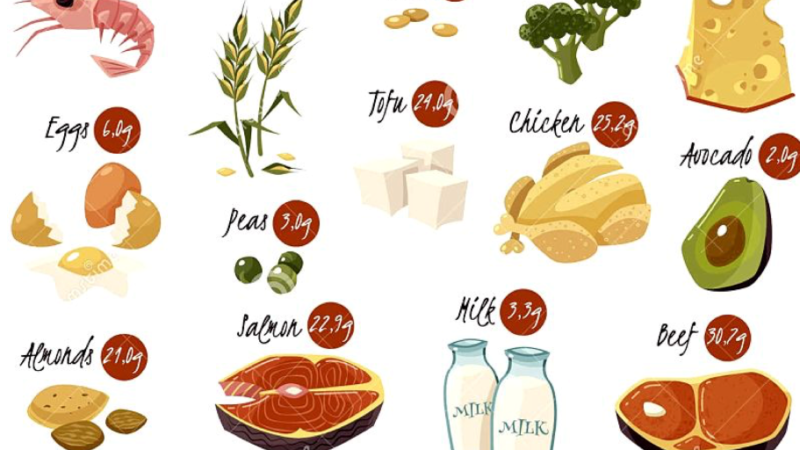 Tofu 24,0g
Eggs 6,0g
Chicken 25,2g
Avocado 2,0g
Peas 3,0g
Salmon 22,9g
Milk 3,3g
Beef 30,7g
Almonds 21,0g
MILK
MILK